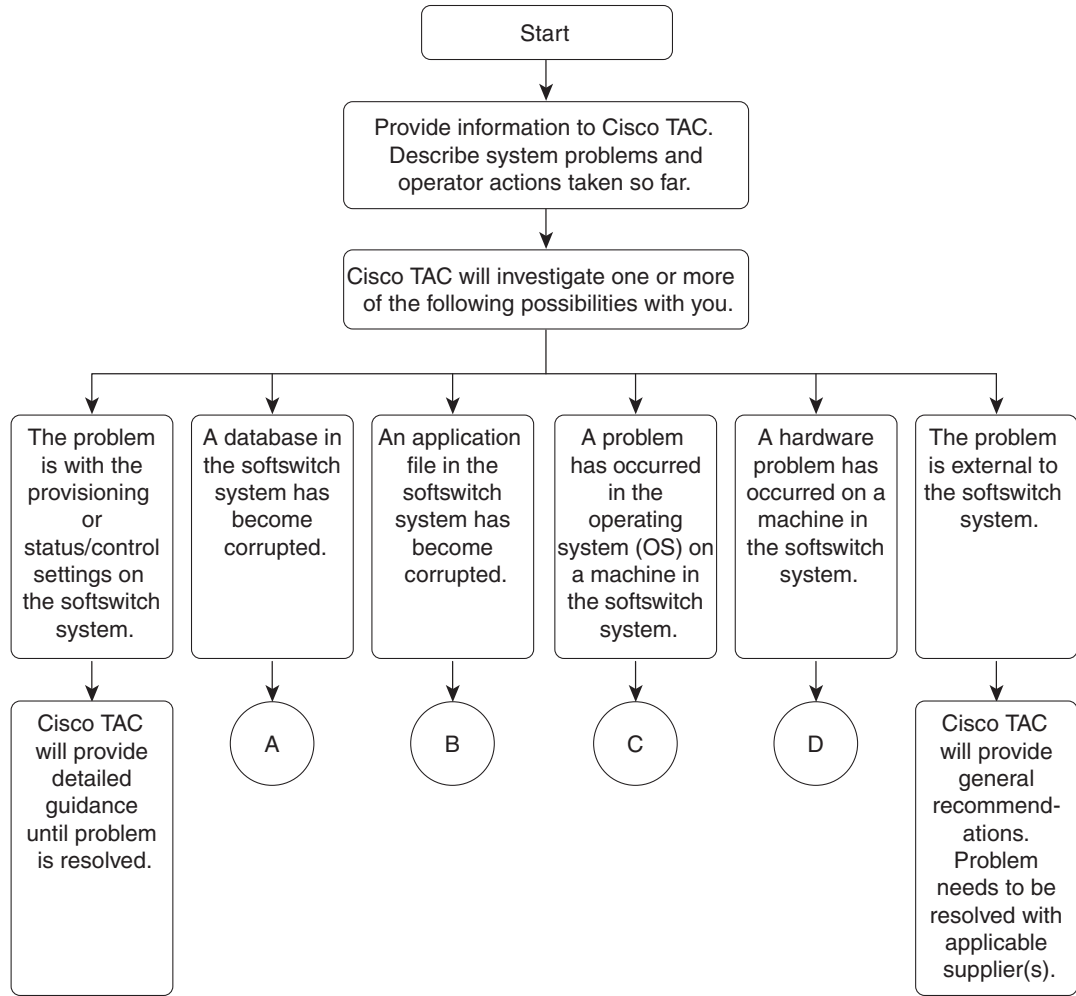 Start
Provide information to Cisco TAC.
Describe system problems and
operator actions taken so far.
Cisco TAC will investigate one or more
of the following possibilities with you.
The problem
is with the
provisioning
or
status/control
settings on
the softswitch
system.
A database in
the softswitch
system has
become
corrupted.
An application
file in the
softswitch
system has
become
corrupted.
A problem
has occurred
in the
operating
system (OS) on
a machine in
the softswitch
system.
A hardware
problem has
occurred on a
machine in
the softswitch
system.
The problem
is external to
the softswitch
system.
Cisco TAC
will provide
detailed
guidance
until problem
is resolved.
A
B
C
D
Cisco TAC
will provide
general
recommend-
ations.
Problem
needs to be
resolved with
applicable
supplier(s).